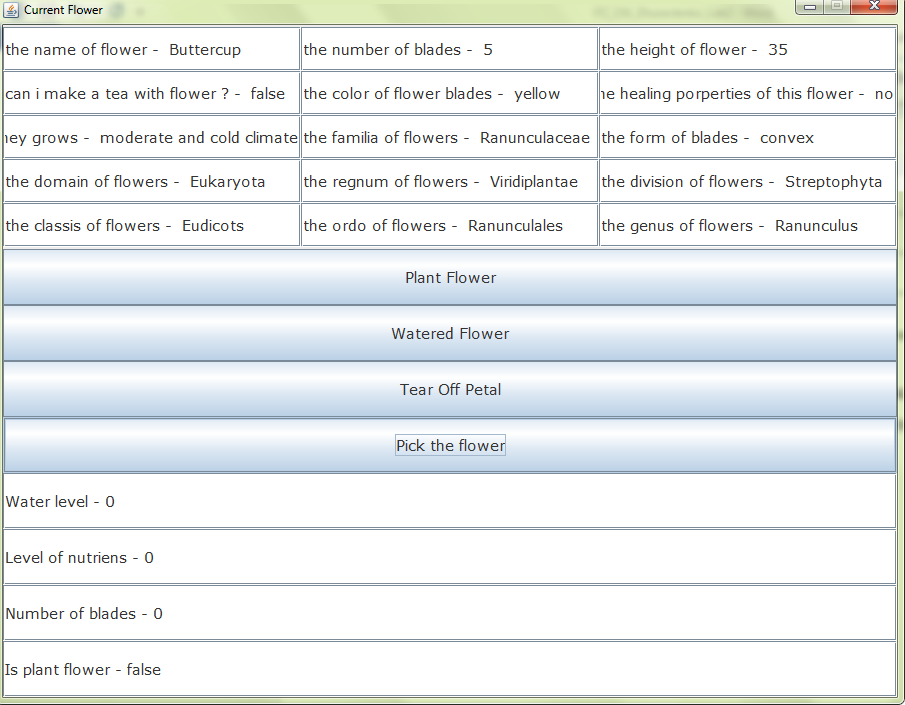 Current Flower
the name of flower - Buttercup
the number of blades - 5
the height of flower - 35
can i make a tea with flower ? - false
the color of flower blades - yellow
healing porperties of this flower - no
grows - moderate and cold climate
the familia of flowers - Ranunculaceae
the form of blades - convex
the domain of flowers - Eukaryota
the regnum of flowers - Viridiplantae
the division of flowers - Streptophyta
the classis of flowers - Eudicots
the ordo of flowers - Ranunculales
the genus of flowers - Ranunculus
Plant Flower
Watered Flower
Tear Off Petal
Pick the flower
Water level - 0
Level of nutriens - 0
Number of blades - 0
Is plant flower - false